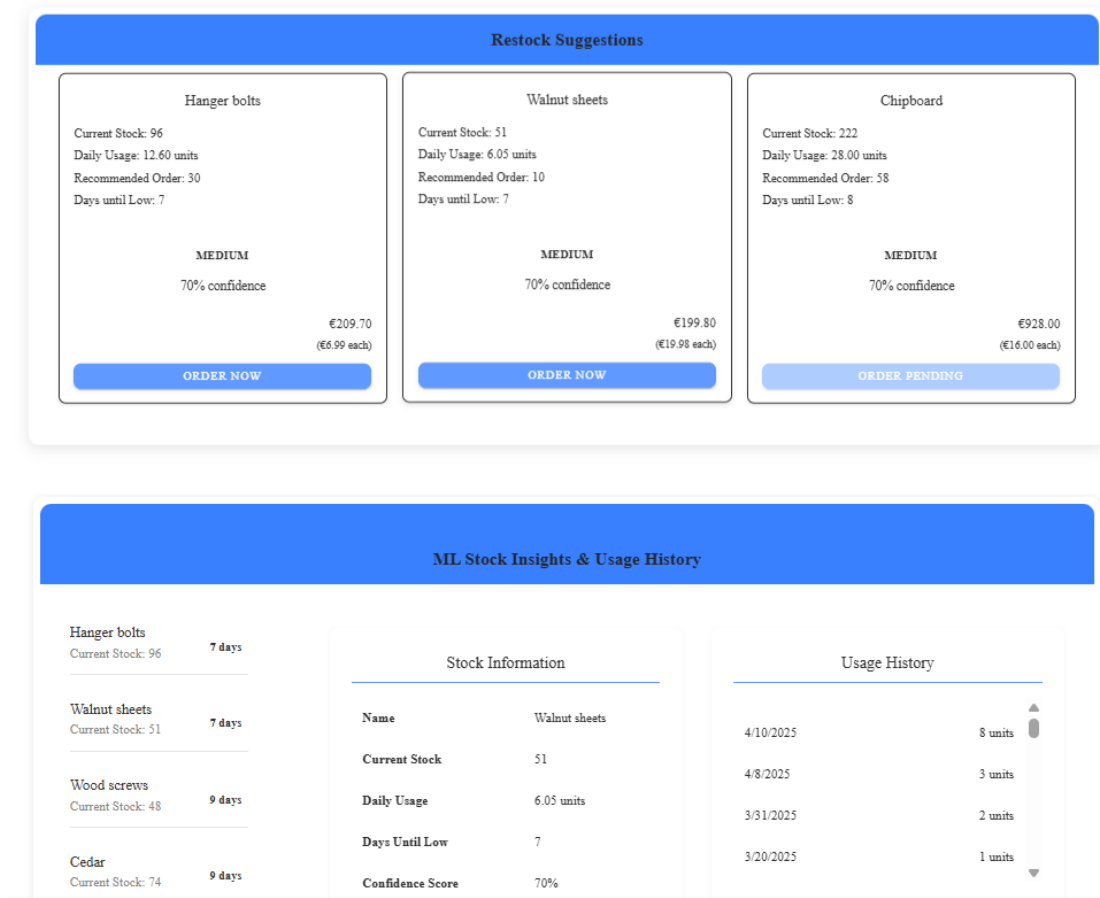 Restock Suggestions
Hanger bolts
Current Stock: 96
Daily Usage: 12.60 units
Recommended Order: 30
Days until Low: 7
MEDIUM
70% confidence
€209.70
(€6.99 each)
ORDER NOW
Walnut sheets
Current Stock: 51
Daily Usage: 6.05 units
Recommended Order: 10
Days until Low: 7
MEDIUM
70% confidence
€199.80
(€19.98 each)
ORDER NOW
Chipboard
Current Stock: 222
Daily Usage: 28.00 units
Recommended Order: 58
Days until Low: 8
MEDIUM
70% confidence
€928.00
(€16.00 each)
ORDER PENDING
ML Stock Insights & Usage History
Hanger bolts
Current Stock: 96
7 days
Walnut sheets
Current Stock: 51
7 days
Wood screws
Current Stock: 48
9 days
Cedar
Current Stock: 74
9 days
Stock Information
Name Walnut sheets
Current Stock 51
Daily Usage 6.05 units
Days Until Low 7
Confidence Score 70%
Usage History
4/10/2025 8 units
4/8/2025 3 units
3/31/2025 2 units
3/20/2025 1 units